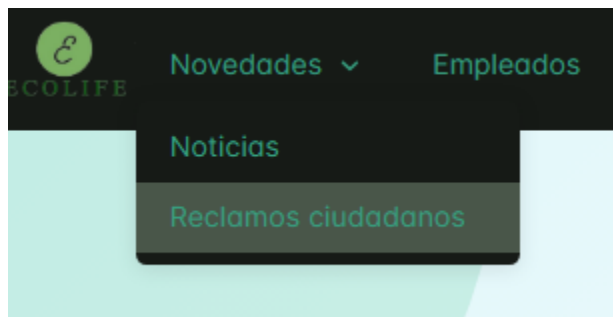 ECOLIFE
Novedades
Empleados
Noticias
Reclamos ciudadanos